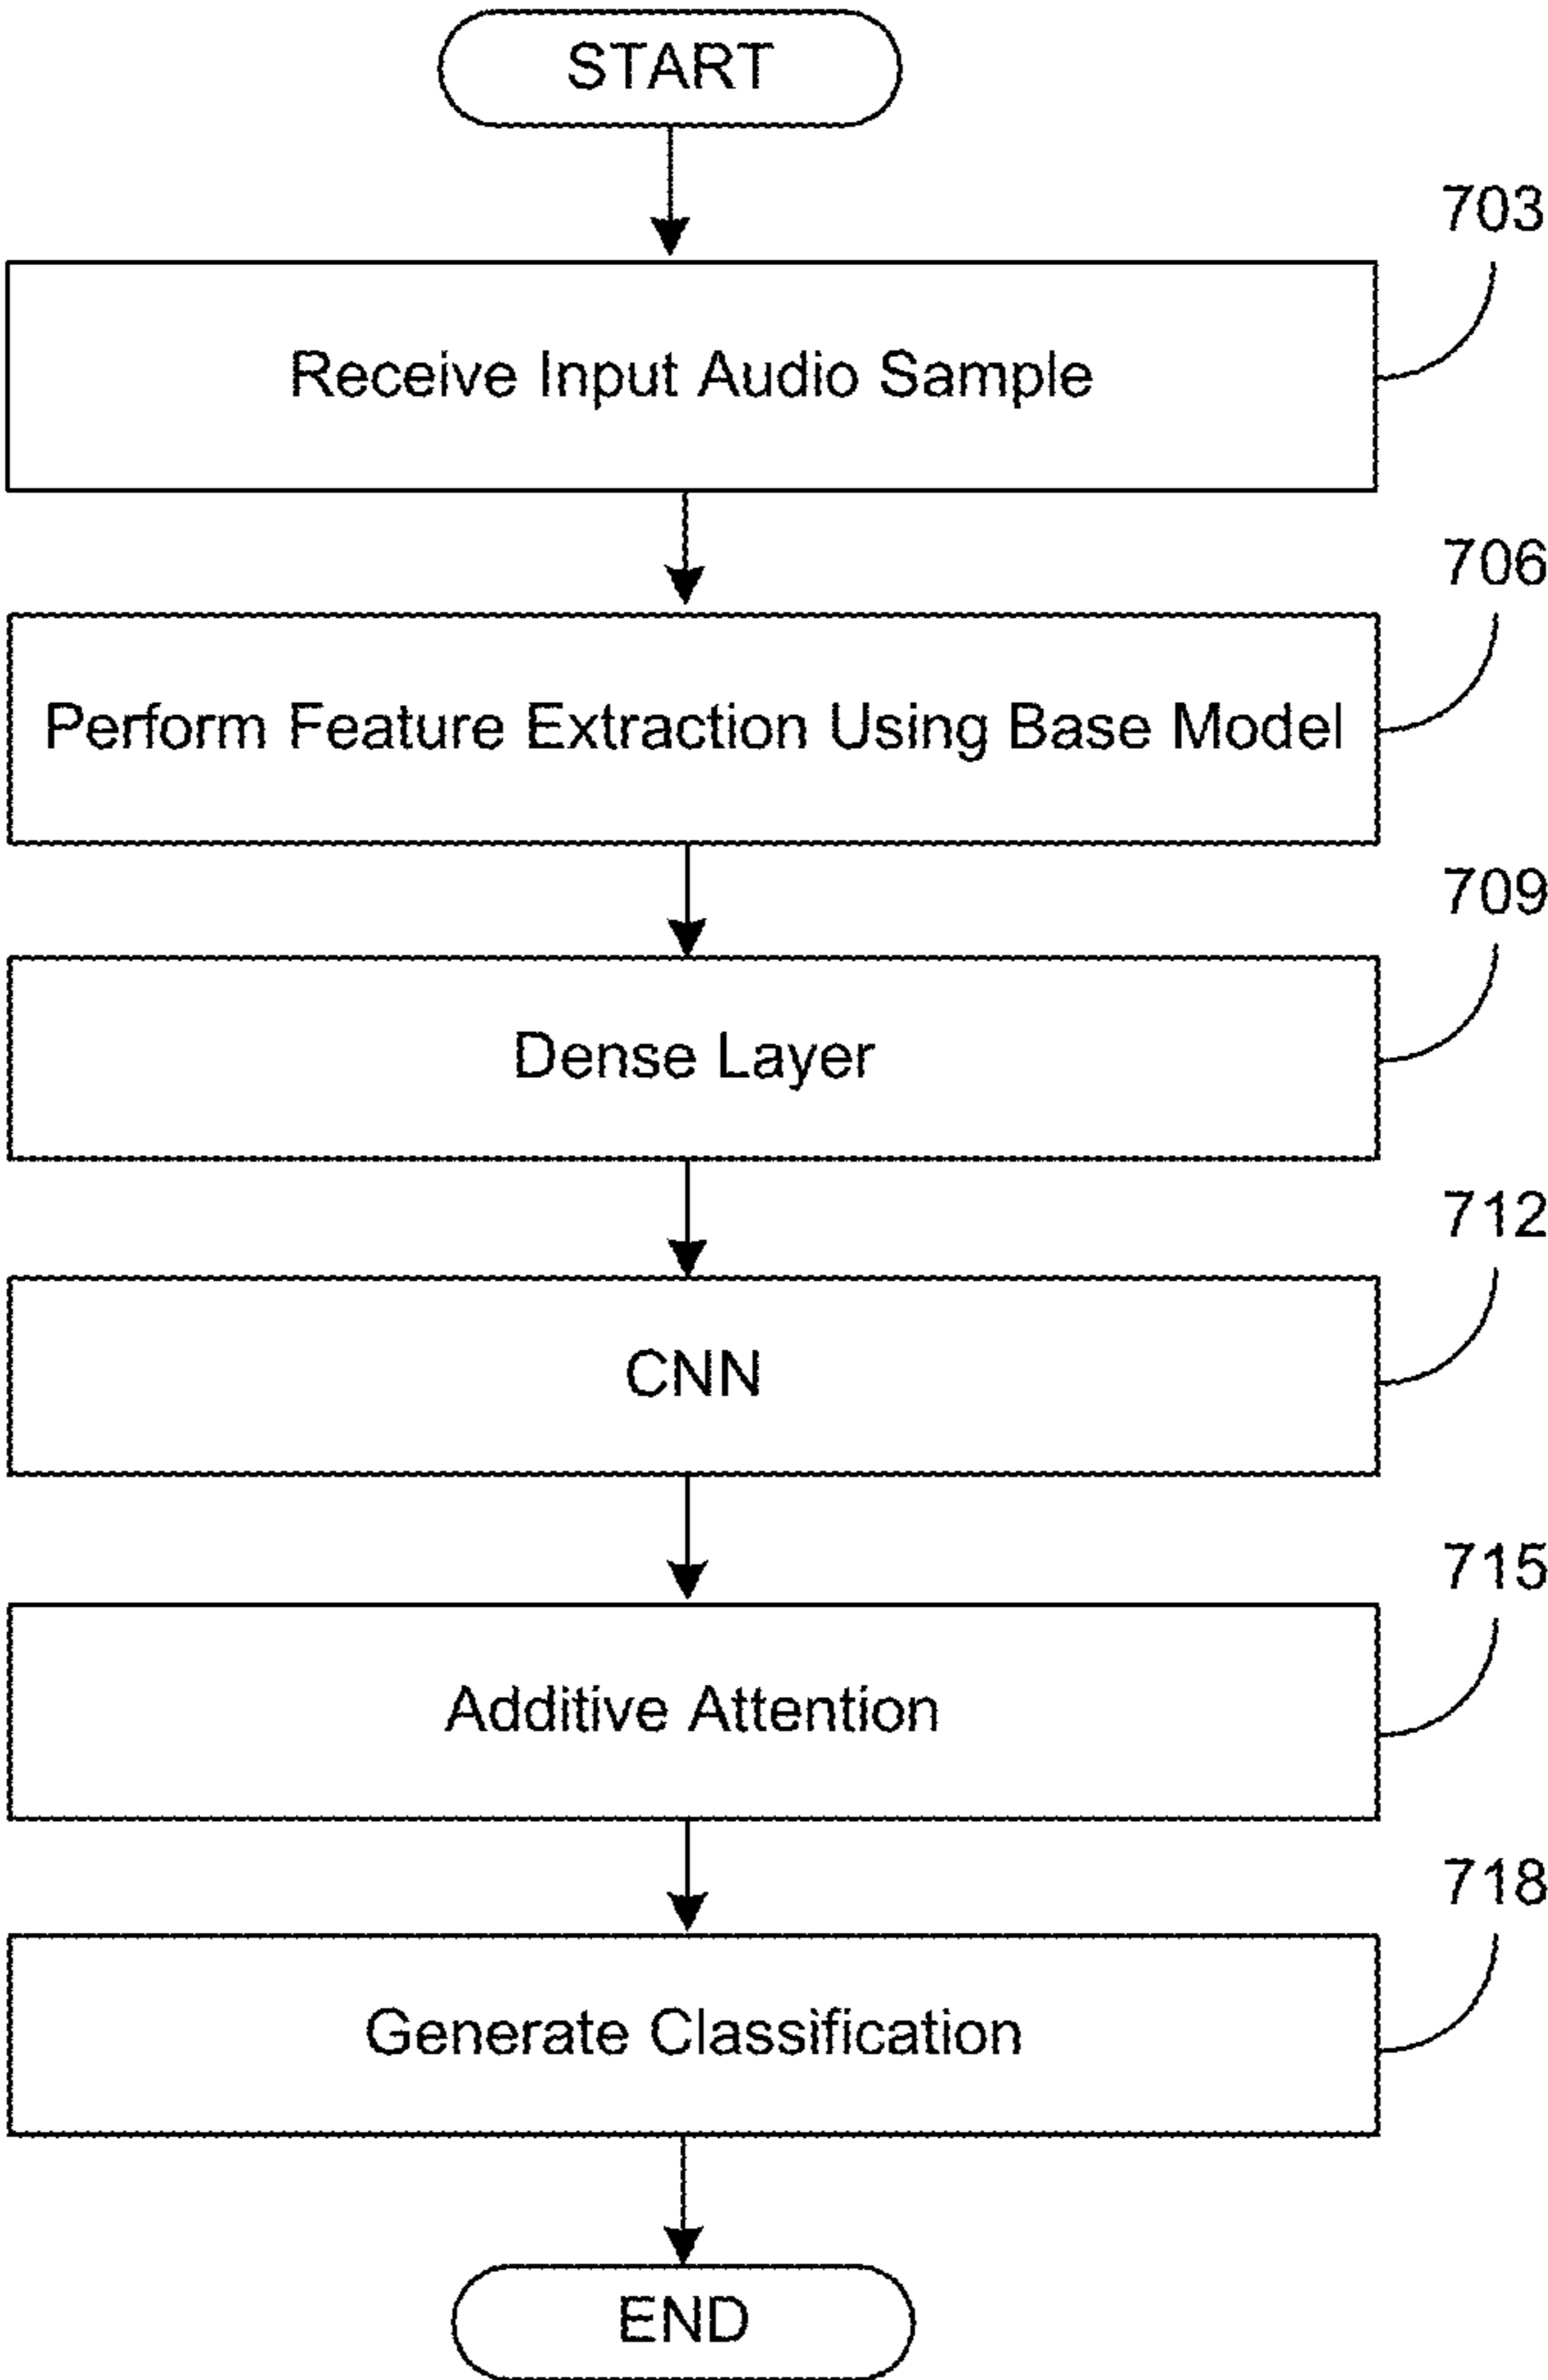 START
703
Receive Input Audio Sample
706
Perform Feature Extraction Using Base Model
709
Dense Layer
712
CNN
715
Additive Attention
718
Generate Classification
END